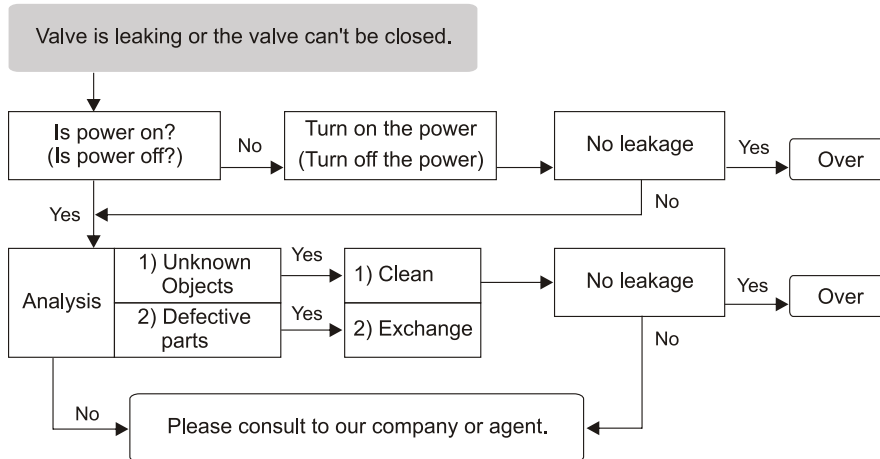 Valve is leaking or the valve can't be closed.
Is power on?
(Is power off?)
No
Turn on the power
(Turn off the power)
No leakage
Yes
Over
Yes
No
Analysis
1) Unknown
Objects
Yes
1) Clean
2) Defective
parts
Yes
2) Exchange
No leakage
Yes
Over
No
No
Please consult to our company or agent.